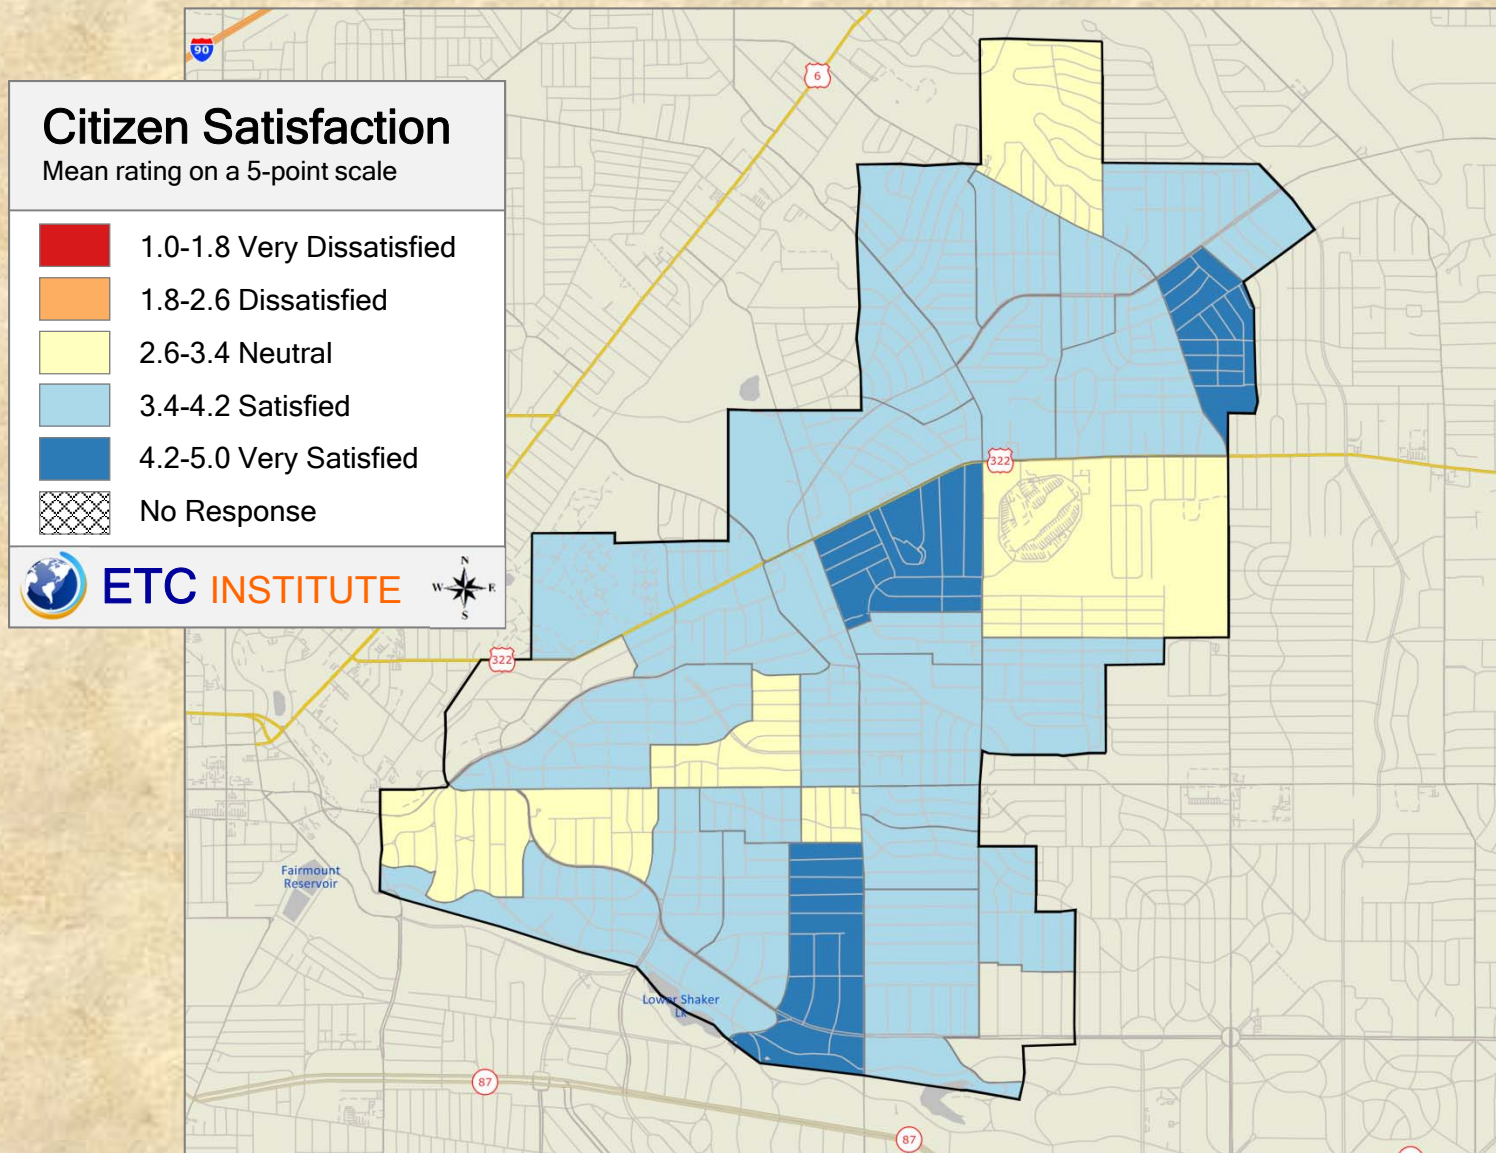 90
6
Citizen Satisfaction
Mean rating on a 5-point scale
1.0-1.8 Very Dissatisfied
1.8-2.6 Dissatisfied
2.6-3.4 Neutral
3.4-4.2 Satisfied
4.2-5.0 Very Satisfied
No Response
ETC INSTITUTE
N
W E
S
322
322
Fairmount
Reservoir
Lower Shaker
Lk
87
87